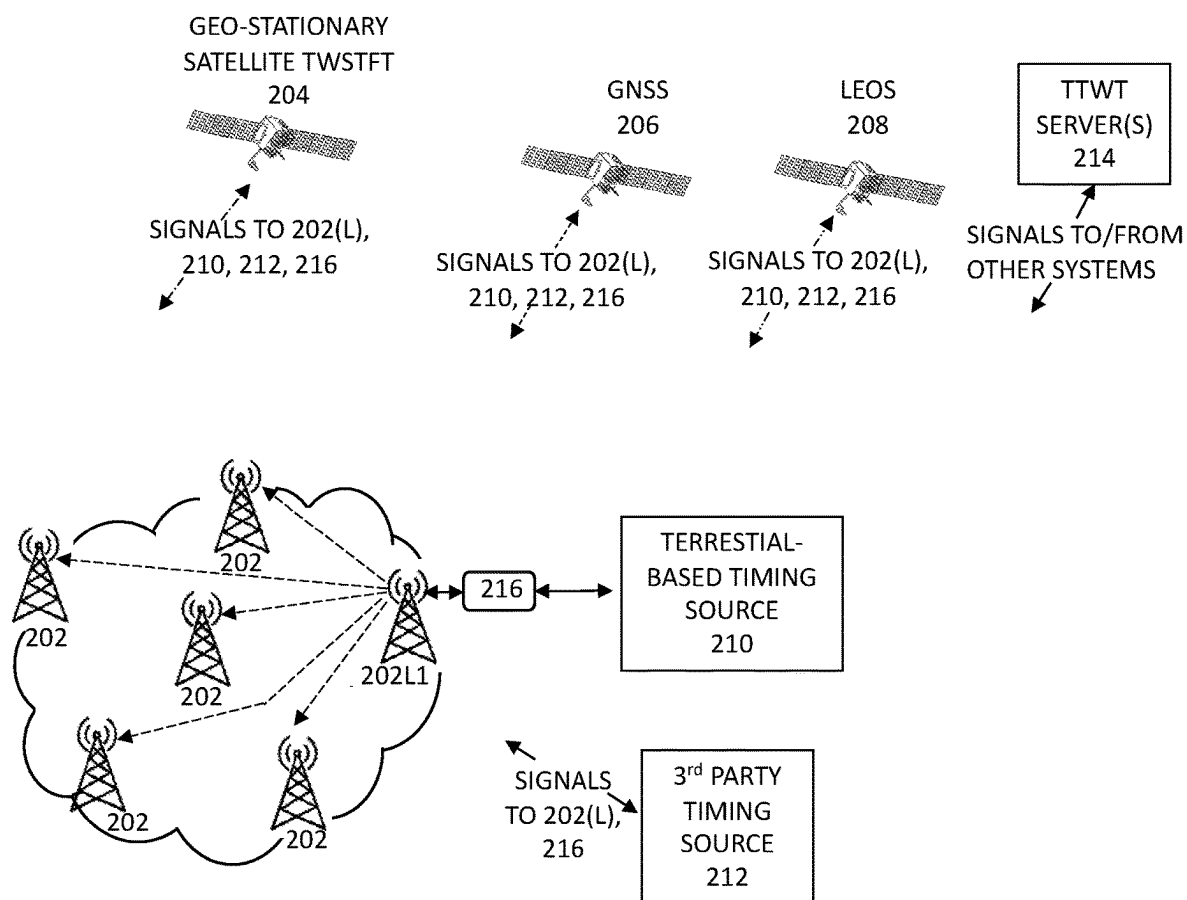 GEO-STATIONARY
SATELLITE TWSTFT
204
GNSS
206
LEOS
208
TTWT
SERVER(S)
214
SIGNALS TO 202(L),
210, 212, 216
SIGNALS TO 202(L),
210, 212, 216
SIGNALS TO 202(L),
210, 212, 216
SIGNALS TO/FROM
OTHER SYSTEMS
202
202
202
202
202
202L1
216
TERRESTIAL-
BASED TIMING
SOURCE
210
SIGNALS
TO 202(L),
216
3rd PARTY
TIMING
SOURCE
212